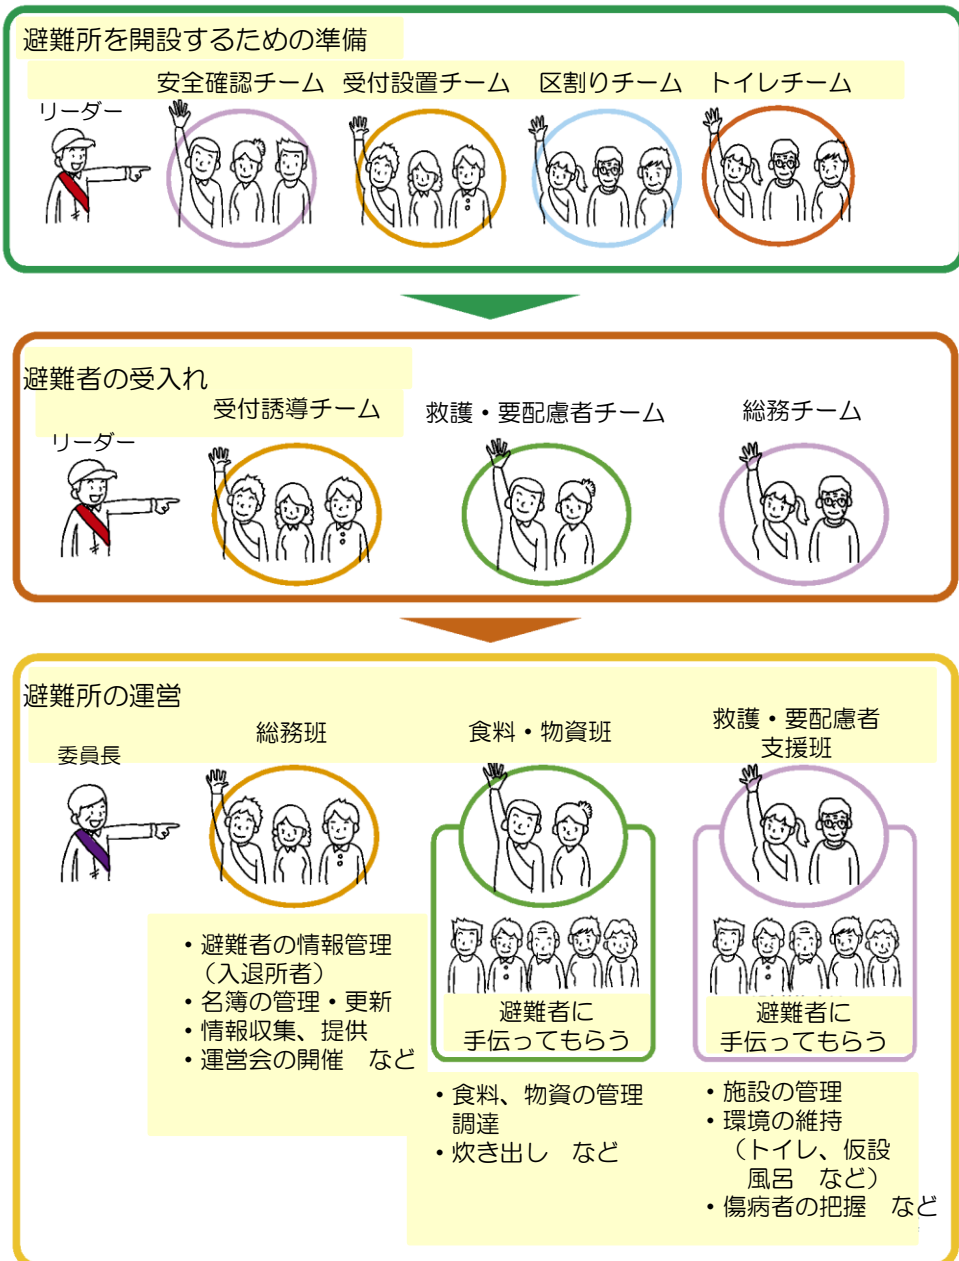 避難所を開設するための準備
安全確認チーム 受付設置チーム 区割りチーム トイレチーム
リーダー
避難者の受入れ
受付誘導チーム 救護・要配慮者チーム 総務チーム
リーダー
避難所の運営
総務班 食料・物資班 救護・要配慮者
支援班
委員長
・避難者の情報管理
（入退所者）
・名簿の管理・更新
・情報収集、提供
・運営会の開催　など
避難者に
手伝ってもらう
・食料、物資の管理
調達
・炊き出し　など
避難者に
手伝ってもらう
・施設の管理
・環境の維持
（トイレ、仮設
風呂　など）
・傷病者の把握　など